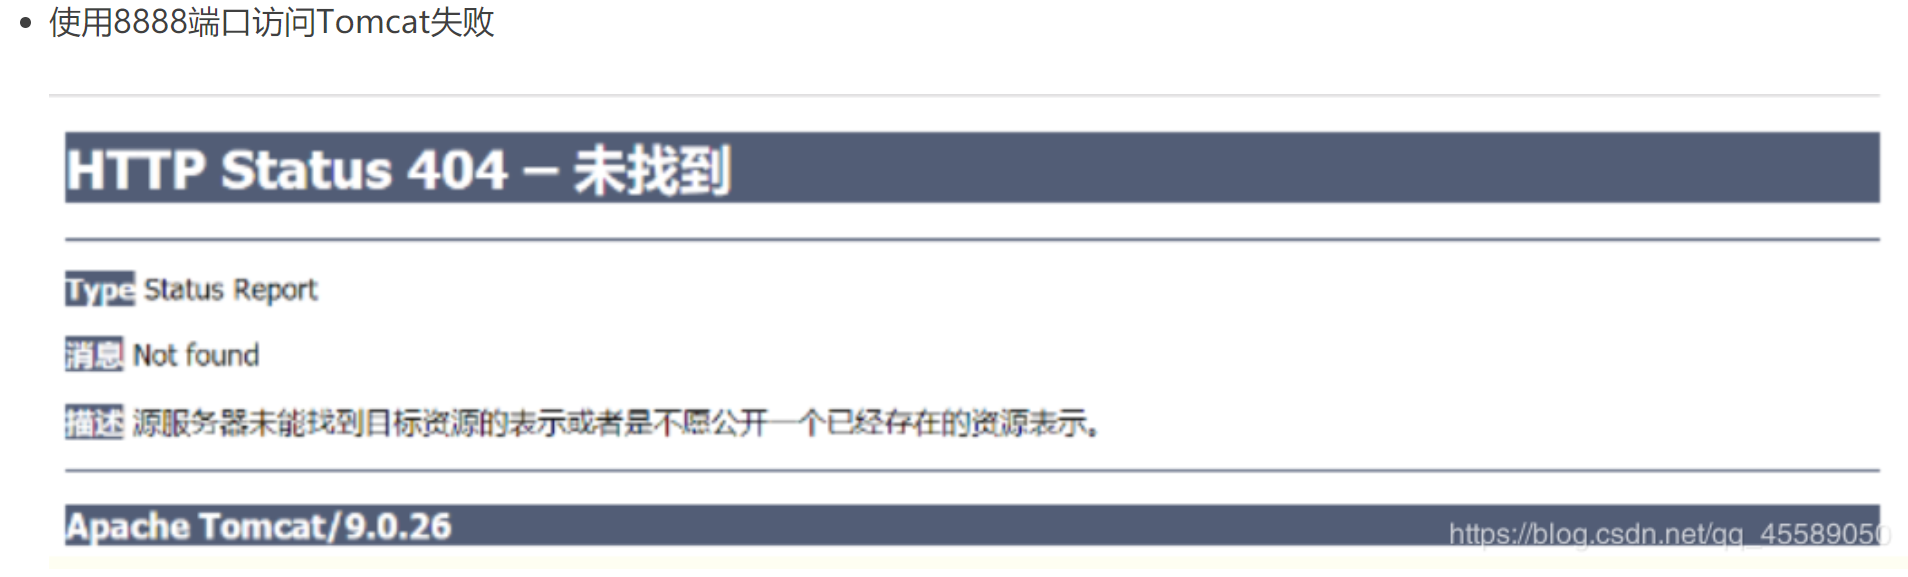 使用8888端口访问Tomcat失败
HTTP Status 404 – 未找到
Type Status Report
消息 Not found
描述 源服务器未能找到目标资源的表示或者是不愿公开一个已经存在的资源表示。
Apache Tomcat/9.0.26
https://blog.csdn.net/qq_45589050